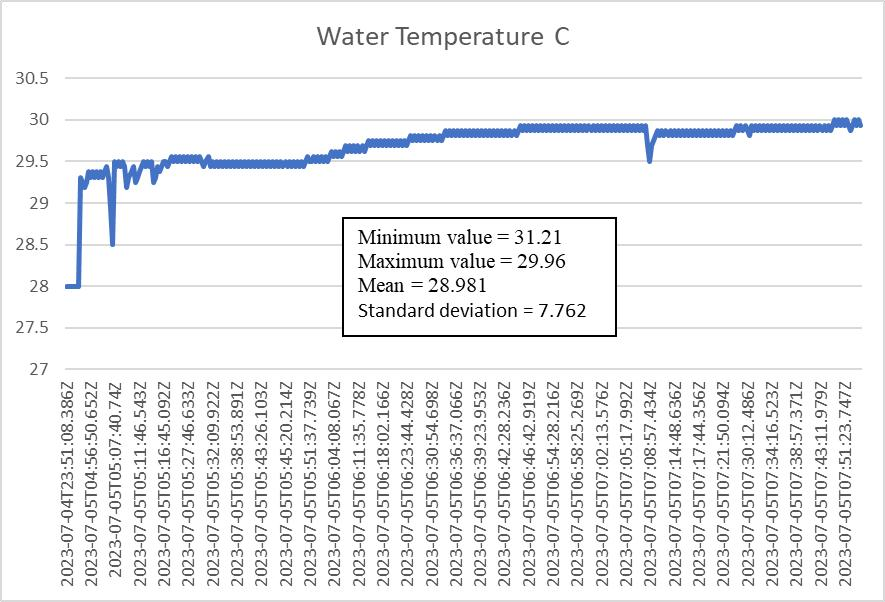 Water Temperature C
30.5
30
29.5
29
28.5
28
27.5
27
Minimum value = 31.21
Maximum value = 29.96
Mean = 28.981
Standard deviation = 7.762
2023-07-04T23:51:08.386Z
2023-07-05T04:56:50.652Z
2023-07-05T05:07:40.74Z
2023-07-05T05:11:46.543Z
2023-07-05T05:16:45.092Z
2023-07-05T05:27:46.633Z
2023-07-05T05:32:09.922Z
2023-07-05T05:38:53.891Z
2023-07-05T05:43:26.103Z
2023-07-05T05:45:20.214Z
2023-07-05T05:51:37.739Z
2023-07-05T06:04:08.067Z
2023-07-05T06:11:35.778Z
2023-07-05T06:18:02.166Z
2023-07-05T06:23:44.428Z
2023-07-05T06:30:54.698Z
2023-07-05T06:36:37.066Z
2023-07-05T06:39:23.953Z
2023-07-05T06:42:28.236Z
2023-07-05T06:46:42.919Z
2023-07-05T06:54:28.216Z
2023-07-05T06:58:25.269Z
2023-07-05T07:02:13.576Z
2023-07-05T07:05:17.992Z
2023-07-05T07:08:57.434Z
2023-07-05T07:14:48.636Z
2023-07-05T07:17:44.356Z
2023-07-05T07:21:50.094Z
2023-07-05T07:30:12.486Z
2023-07-05T07:34:16.523Z
2023-07-05T07:38:57.371Z
2023-07-05T07:43:11.979Z
2023-07-05T07:51:23.747Z